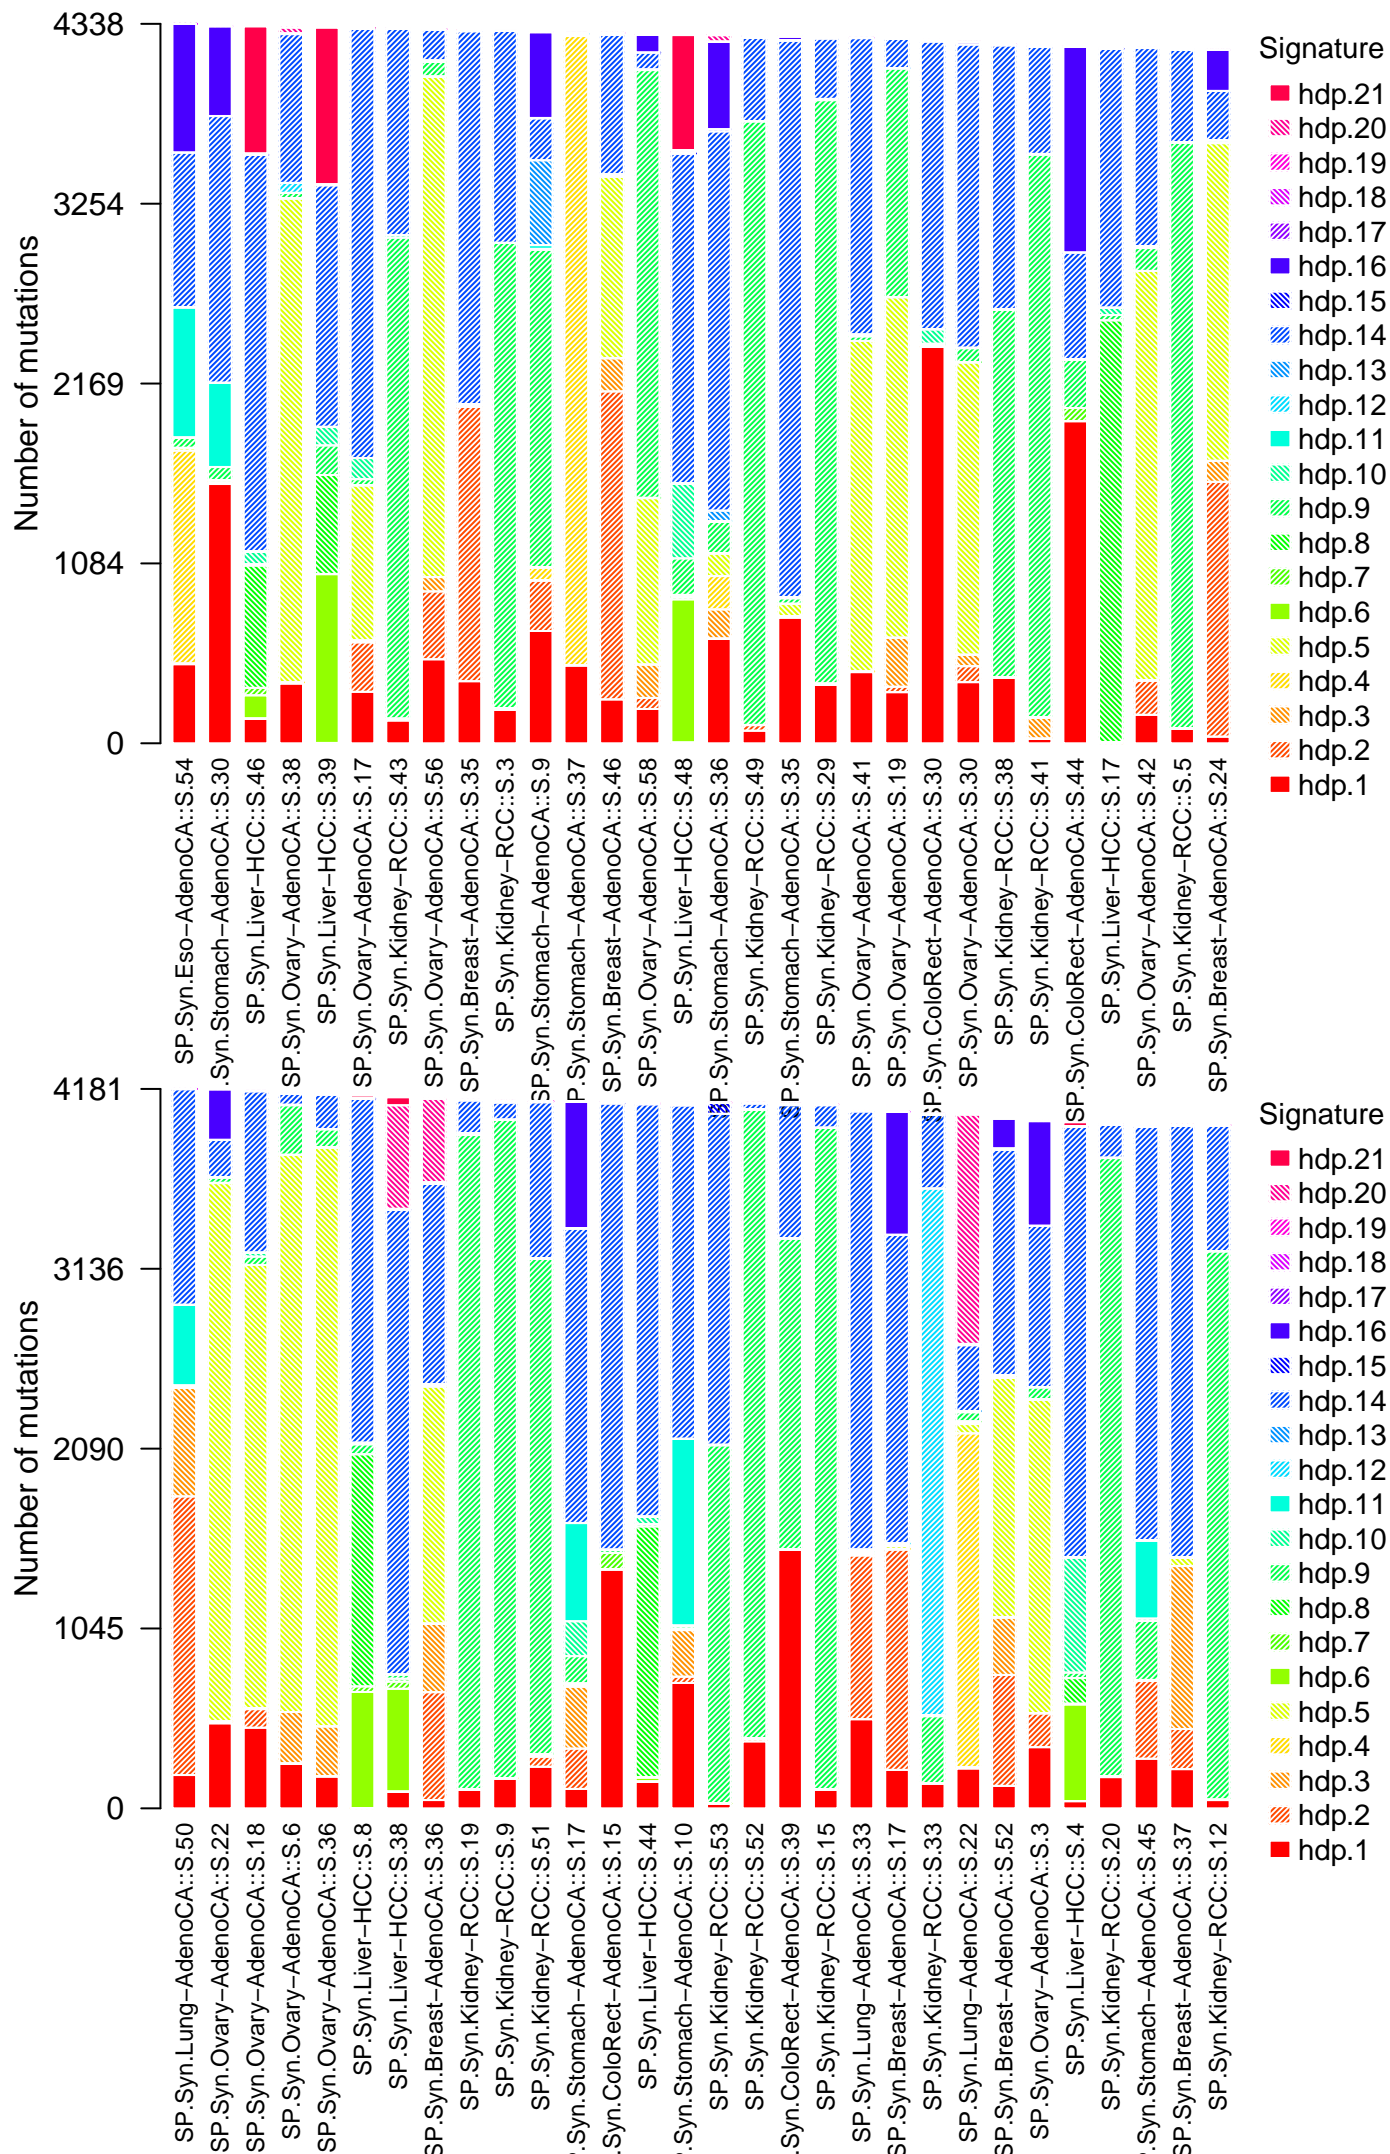 4338
3254
2169
1084
0
Number of mutations
Signature
hdp.21
hdp.20
hdp.19
hdp.18
hdp.17
hdp.16
hdp.15
hdp.14
hdp.13
hdp.12
hdp.11
hdp.10
hdp.9
hdp.8
hdp.7
hdp.6
hdp.5
hdp.4
hdp.3
hdp.2
hdp.1
SP.Syn.Eso−AdenoCA::S.54
.Syn.Stomach−AdenoCA::S.30
SP.Syn.Liver−HCC::S.46
SP.Syn.Ovary−AdenoCA::S.38
SP.Syn.Liver−HCC::S.39
SP.Syn.Ovary−AdenoCA::S.17
SP.Syn.Kidney−RCC::S.43
SP.Syn.Ovary−AdenoCA::S.56
SP.Syn.Breast−AdenoCA::S.35
SP.Syn.Kidney−RCC::S.3
SP.Syn.Stomach−AdenoCA::S.9
P.Syn.Stomach−AdenoCA::S.37
SP.Syn.Breast−AdenoCA::S.46
SP.Syn.Ovary−AdenoCA::S.58
SP.Syn.Liver−HCC::S.48
SP.Syn.Stomach−AdenoCA::S.36
SP.Syn.Kidney−RCC::S.49
SP.Syn.Stomach−AdenoCA::S.35
SP.Syn.Kidney−RCC::S.29
SP.Syn.Ovary−AdenoCA::S.41
SP.Syn.Ovary−AdenoCA::S.19
SP.Syn.ColoRect−AdenoCA::S.30
SP.Syn.Ovary−AdenoCA::S.30
SP.Syn.Kidney−RCC::S.38
SP.Syn.Kidney−RCC::S.41
SP.Syn.ColoRect−AdenoCA::S.44
SP.Syn.Liver−HCC::S.17
SP.Syn.Ovary−AdenoCA::S.42
SP.Syn.Kidney−RCC::S.5
SP.Syn.Breast−AdenoCA::S.24
4181
3136
2090
1045
0
Number of mutations
Signature
hdp.21
hdp.20
hdp.19
hdp.18
hdp.17
hdp.16
hdp.15
hdp.14
hdp.13
hdp.12
hdp.11
hdp.10
hdp.9
hdp.8
hdp.7
hdp.6
hdp.5
hdp.4
hdp.3
hdp.2
hdp.1
SP.Syn.Lung−AdenoCA::S.50
SP.Syn.Ovary−AdenoCA::S.22
SP.Syn.Ovary−AdenoCA::S.18
SP.Syn.Ovary−AdenoCA::S.6
SP.Syn.Ovary−AdenoCA::S.36
SP.Syn.Liver−HCC::S.8
SP.Syn.Liver−HCC::S.38
SP.Syn.Breast−AdenoCA::S.36
SP.Syn.Kidney−RCC::S.19
SP.Syn.Kidney−RCC::S.9
SP.Syn.Kidney−RCC::S.51
P.Syn.Stomach−AdenoCA::S.17
.Syn.ColoRect−AdenoCA::S.15
SP.Syn.Liver−HCC::S.44
P.Syn.Stomach−AdenoCA::S.10
SP.Syn.Kidney−RCC::S.53
SP.Syn.Kidney−RCC::S.52
.Syn.ColoRect−AdenoCA::S.39
SP.Syn.Kidney−RCC::S.15
SP.Syn.Lung−AdenoCA::S.33
SP.Syn.Breast−AdenoCA::S.17
SP.Syn.Kidney−RCC::S.33
SP.Syn.Lung−AdenoCA::S.22
SP.Syn.Breast−AdenoCA::S.52
SP.Syn.Ovary−AdenoCA::S.3
SP.Syn.Liver−HCC::S.4
SP.Syn.Kidney−RCC::S.20
P.Syn.Stomach−AdenoCA::S.45
SP.Syn.Breast−AdenoCA::S.37
SP.Syn.Kidney−RCC::S.12